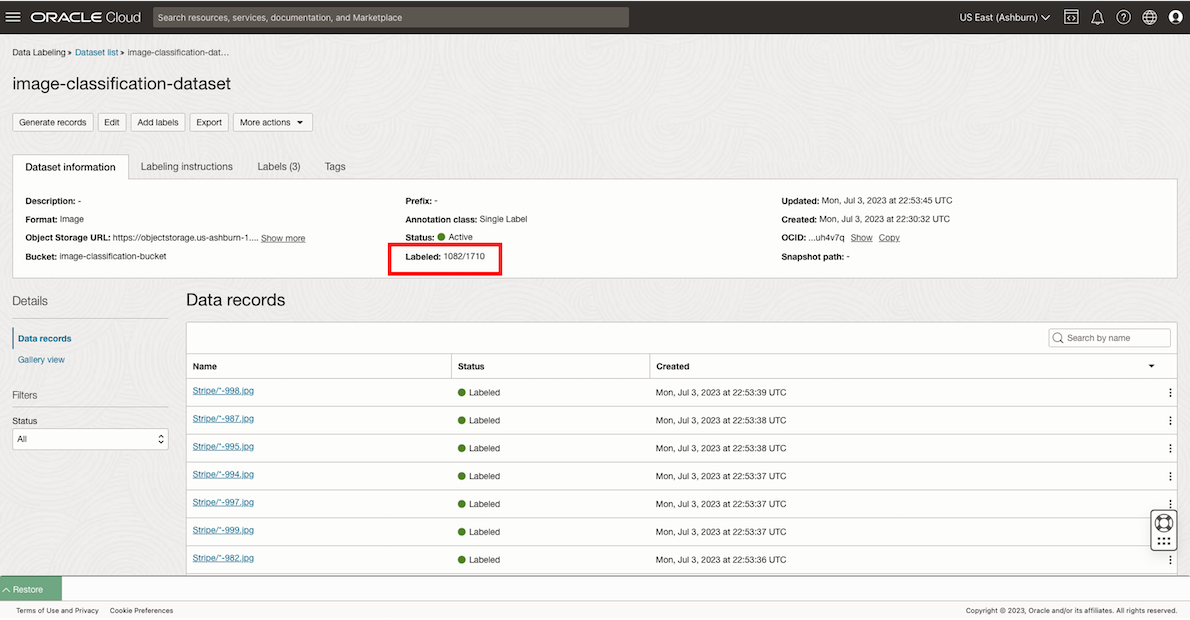 ORACLE Cloud Search resources, services, documentation, and Marketplace US East (Ashburn)
Data Labeling » Dataset list » image-classification-dat...
image-classification-dataset
Generate records Edit Add labels Export More actions
Dataset information Labeling instructions Labels (3) Tags
Description: - Prefix: - Updated: Mon, Jul 3, 2023 at 22:53:45 UTC
Format: Image Annotation class: Single Label Created: Mon, Jul 3, 2023 at 22:30:32 UTC
Object Storage URL: https://objectstorage.us-ashburn-1.... Show more Status: Active OCID: ...uh4v7q Show Copy
Bucket: image-classification-bucket Labeled: 1082/1710 Snapshot path: -
Details Data records
Data records Search by name
Gallery view
Name Status Created
Filters
Stripe/"-998.jpg Labeled Mon, Jul 3, 2023 at 22:53:39 UTC
Status
Stripe/"-987.jpg Labeled Mon, Jul 3, 2023 at 22:53:38 UTC
All
Stripe/"-995.jpg Labeled Mon, Jul 3, 2023 at 22:53:38 UTC
Stripe/"-994.jpg Labeled Mon, Jul 3, 2023 at 22:53:37 UTC
Stripe/"-997.jpg Labeled Mon, Jul 3, 2023 at 22:53:37 UTC
Stripe/"-999.jpg Labeled Mon, Jul 3, 2023 at 22:53:37 UTC
Stripe/"-982.jpg Labeled Mon, Jul 3, 2023 at 22:53:36 UTC
Restore
Terms of Use and Privacy Cookie Preferences Copyright © 2023, Oracle and/or its affiliates. All rights reserved.